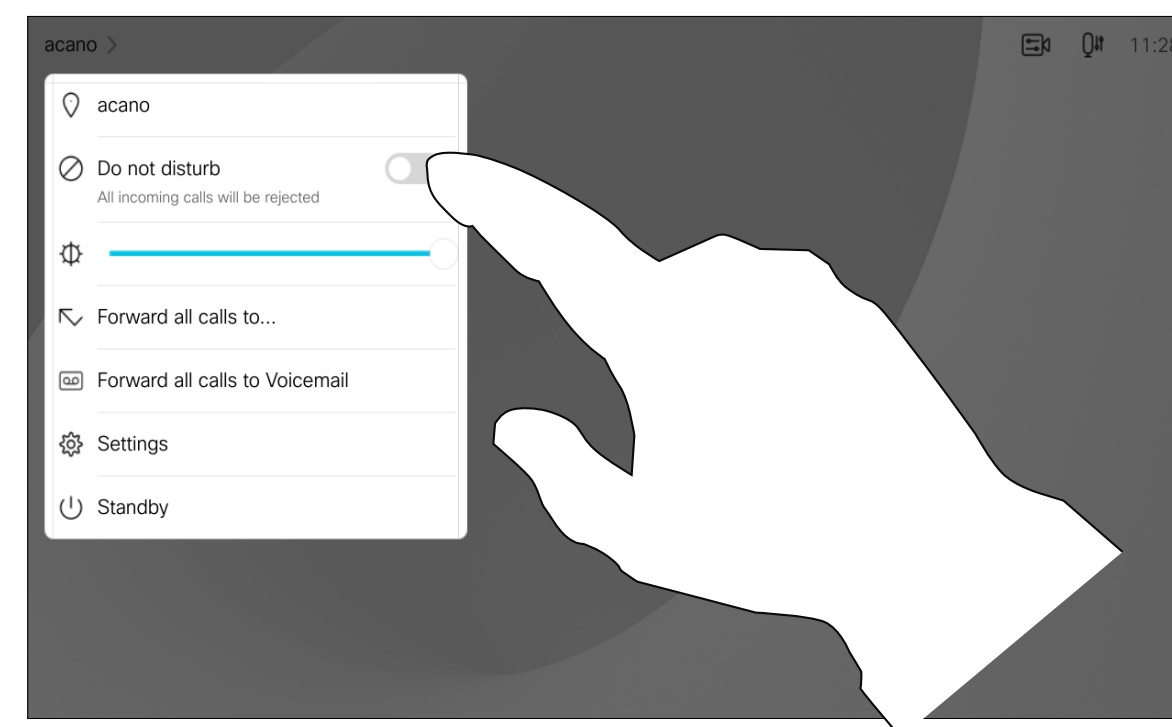 acano
11:28
acano
Do not disturb
All incoming calls will be rejected
Forward all calls to...
Forward all calls to Voicemail
Settings
Standby